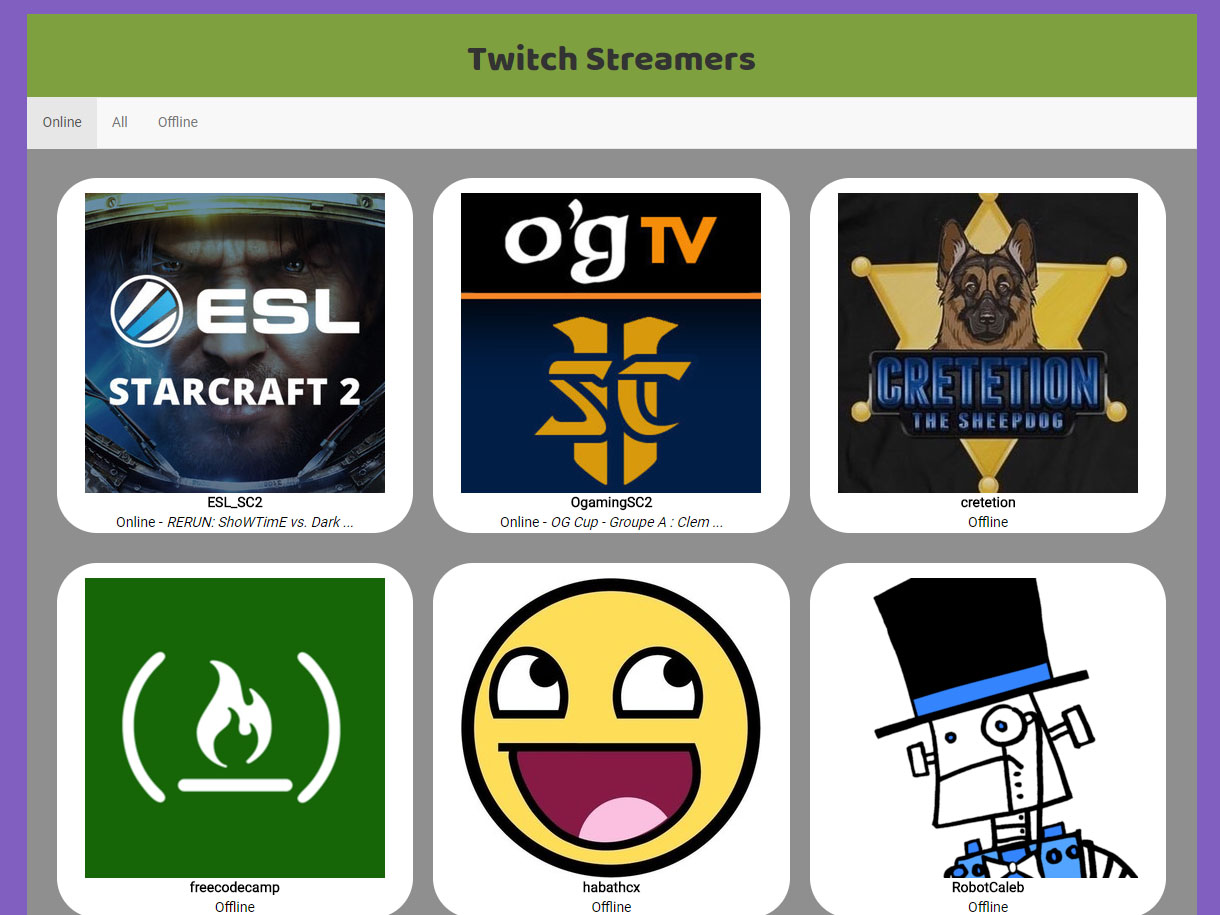 Twitch Streamers
Online
All
Offline
o'g TV
ESL
STARCRAFT 2
SC
CRETETION
THE SHEEPDOG
ESL_SC2
Online - RERUN: ShoWTimE vs. Dark ...
OgamingSC2
Online - OG Cup - Groupe A : Clem ...
cretetion
Offline
freecodecamp
Offline
habathcx
Offline
RobotCaleb
Offline